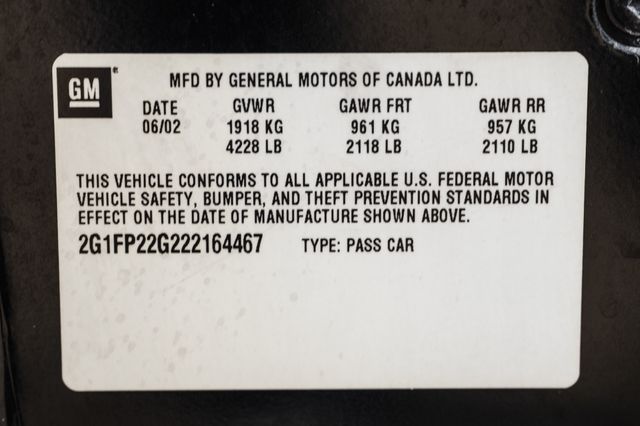 GM
MFD BY GENERAL MOTORS OF CANADA LTD.
DATE GVWR GAWR FRT GAWR RR
06/02 1918 KG 961 KG 957 KG
4228 LB 2118 LB 2110 LB
THIS VEHICLE CONFORMS TO ALL APPLICABLE U.S. FEDERAL MOTOR
VEHICLE SAFETY, BUMPER, AND THEFT PREVENTION STANDARDS IN
EFFECT ON THE DATE OF MANUFACTURE SHOWN ABOVE.
2G1FP22G222164467 TYPE: PASS CAR